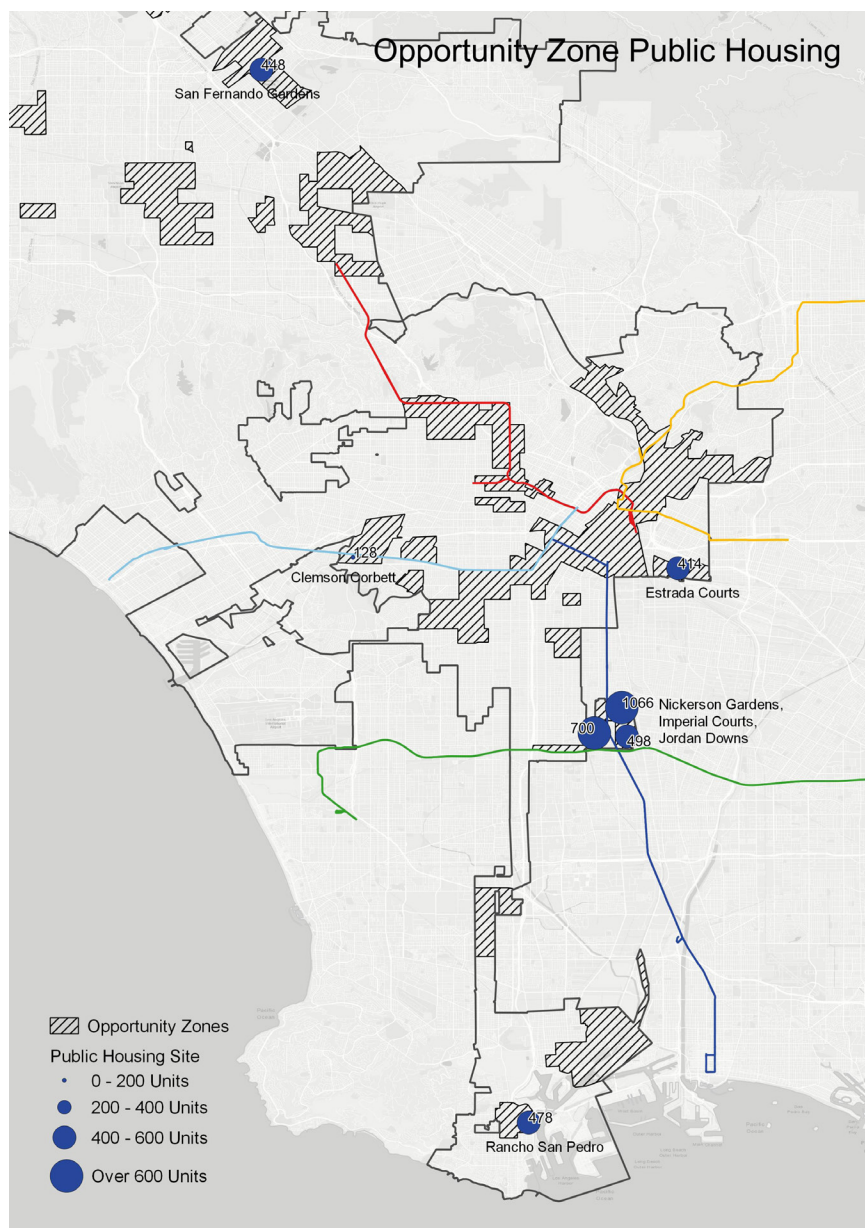 Opportunity Zone Public Housing
448
San Fernando Gardens
128
Clemson/Corbett
414
Estrada Courts
1066
700
498
Nickerson Gardens,
Imperial Courts,
Jordan Downs
478
Rancho San Pedro
Opportunity Zones
Public Housing Site
0 - 200 Units
200 - 400 Units
400 - 600 Units
Over 600 Units